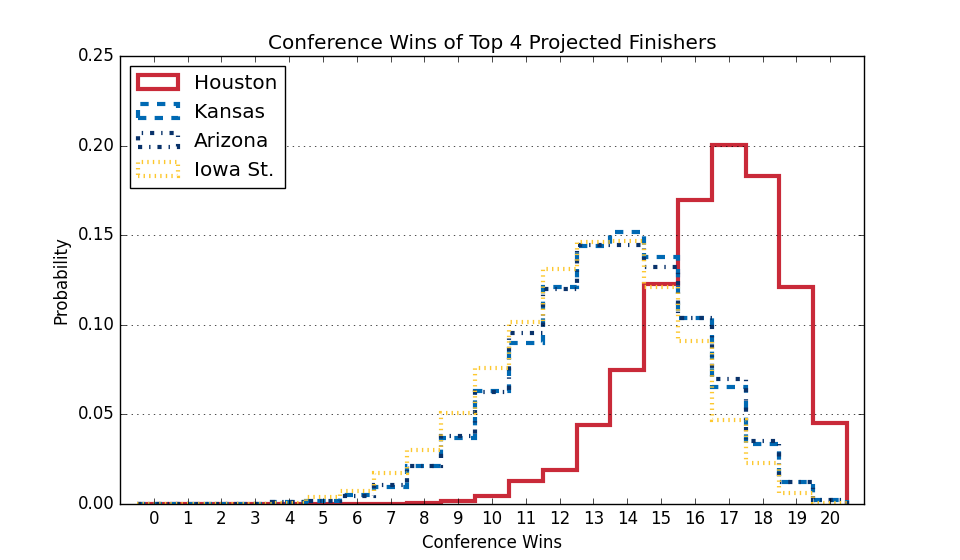 Conference Wins of Top 4 Projected Finishers
0.25
0.20
0.15
0.10
0.05
0.00
Probability
Houston
Kansas
Arizona
Iowa St.
0 1 2 3 4 5 6 7 8 9 10 11 12 13 14 15 16 17 18 19 20
Conference Wins